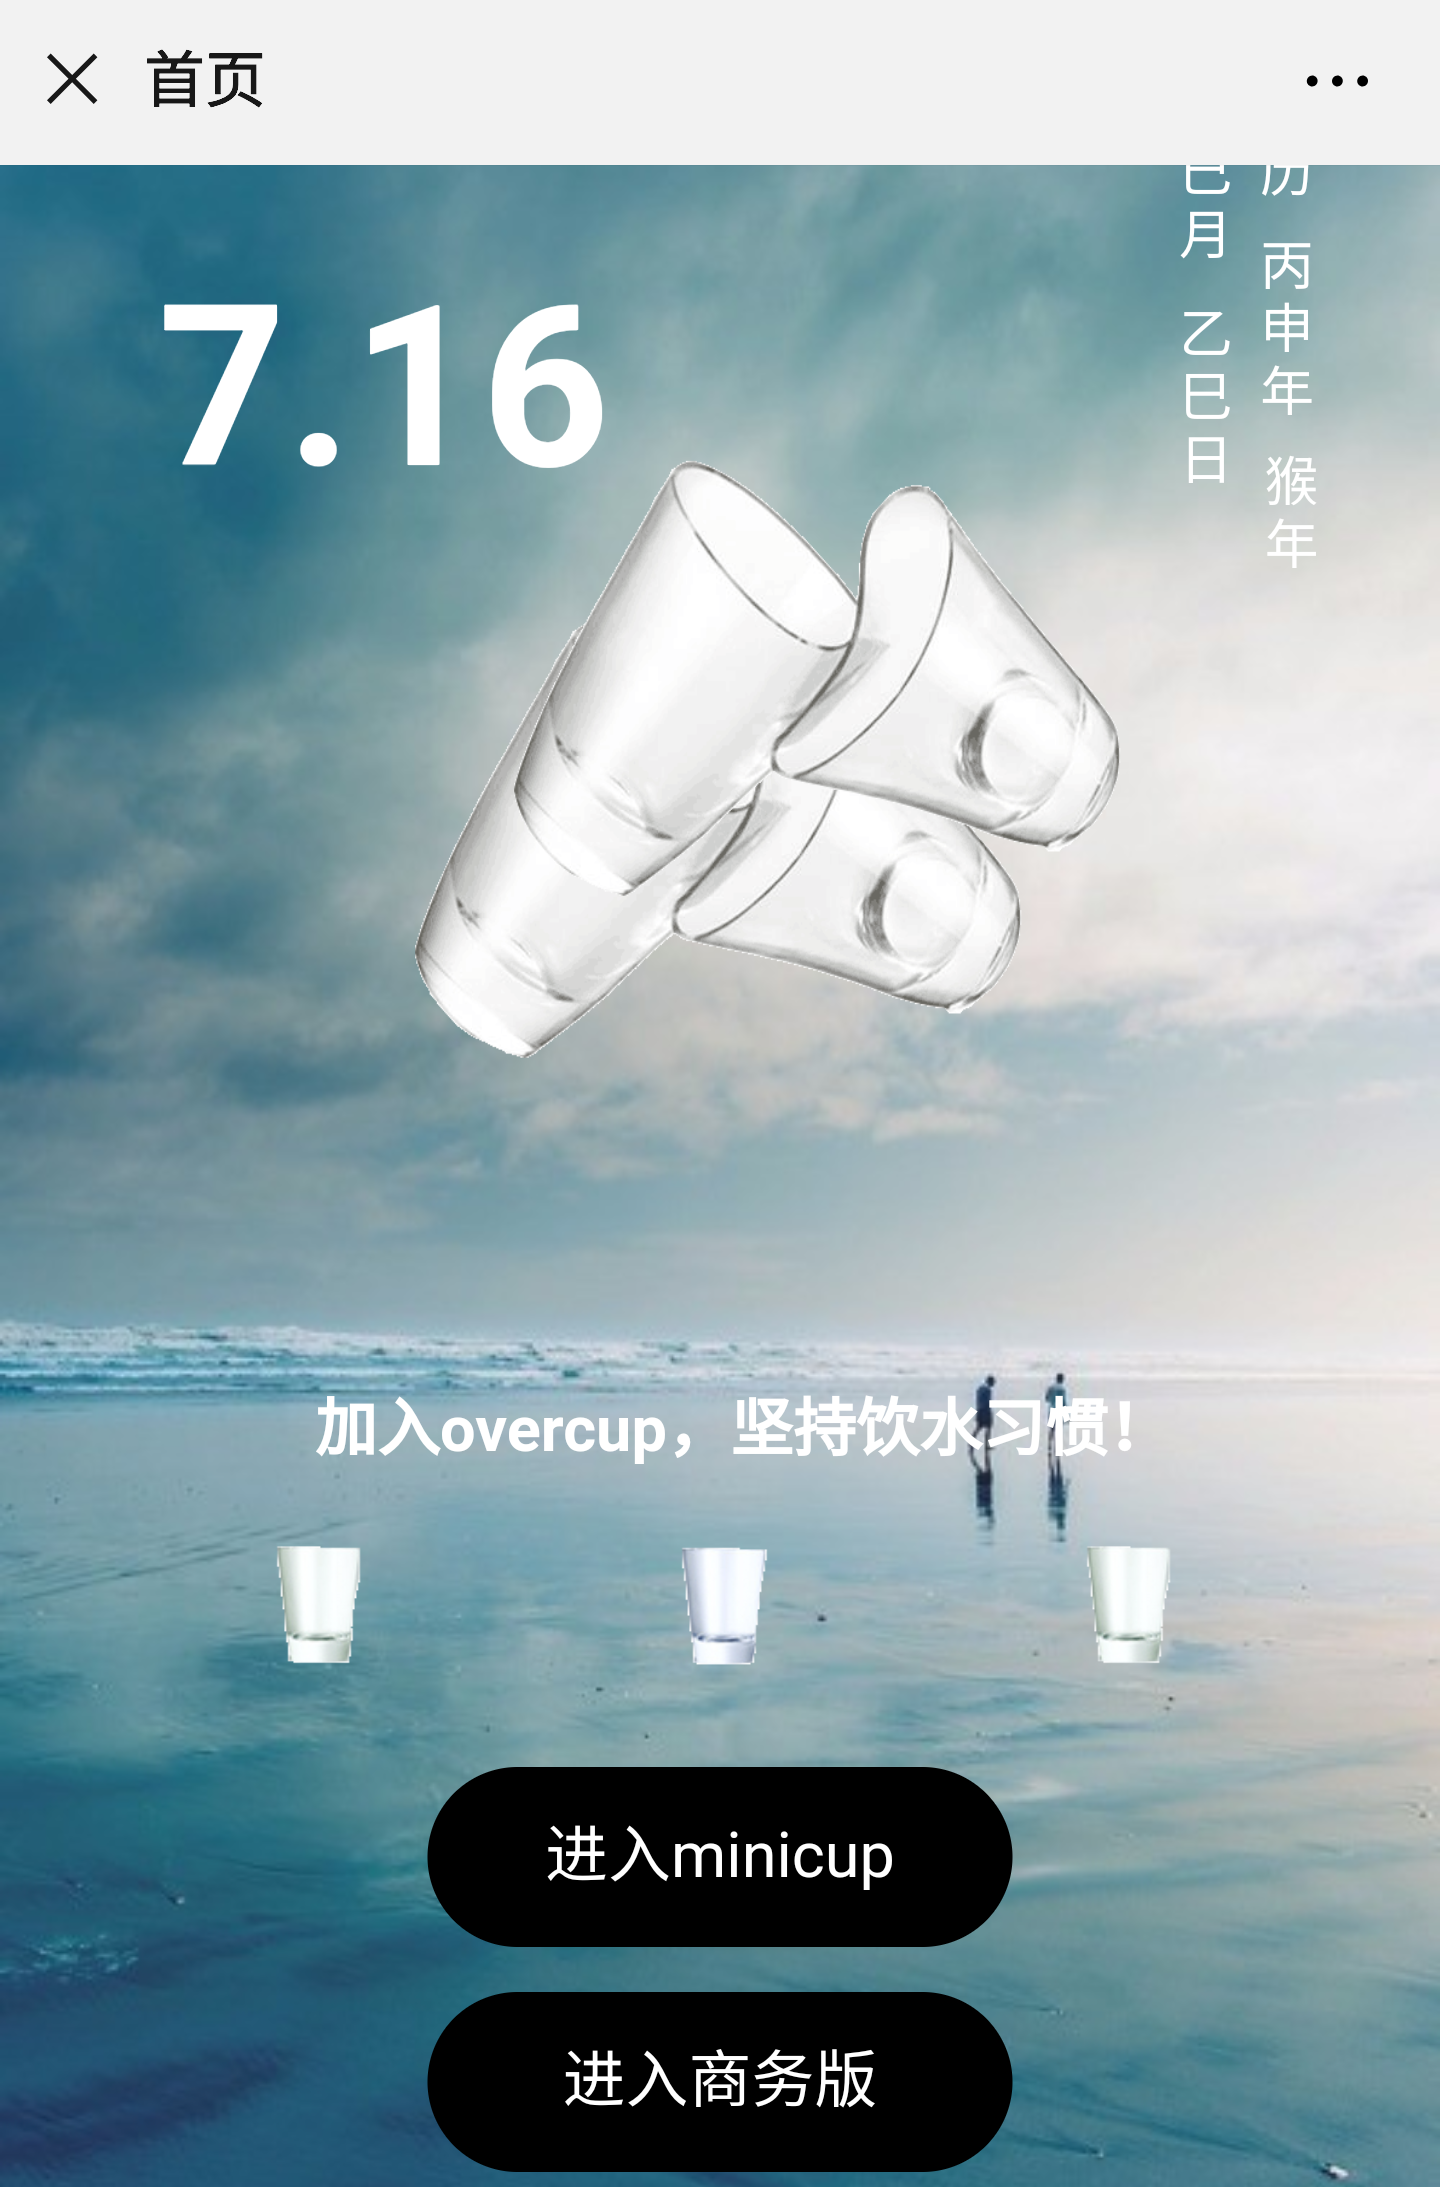 首页
历 丙申年 猴年
巳月 乙巳日
7.16
加入overcup，坚持饮水习惯！
进入minicup
进入商务版